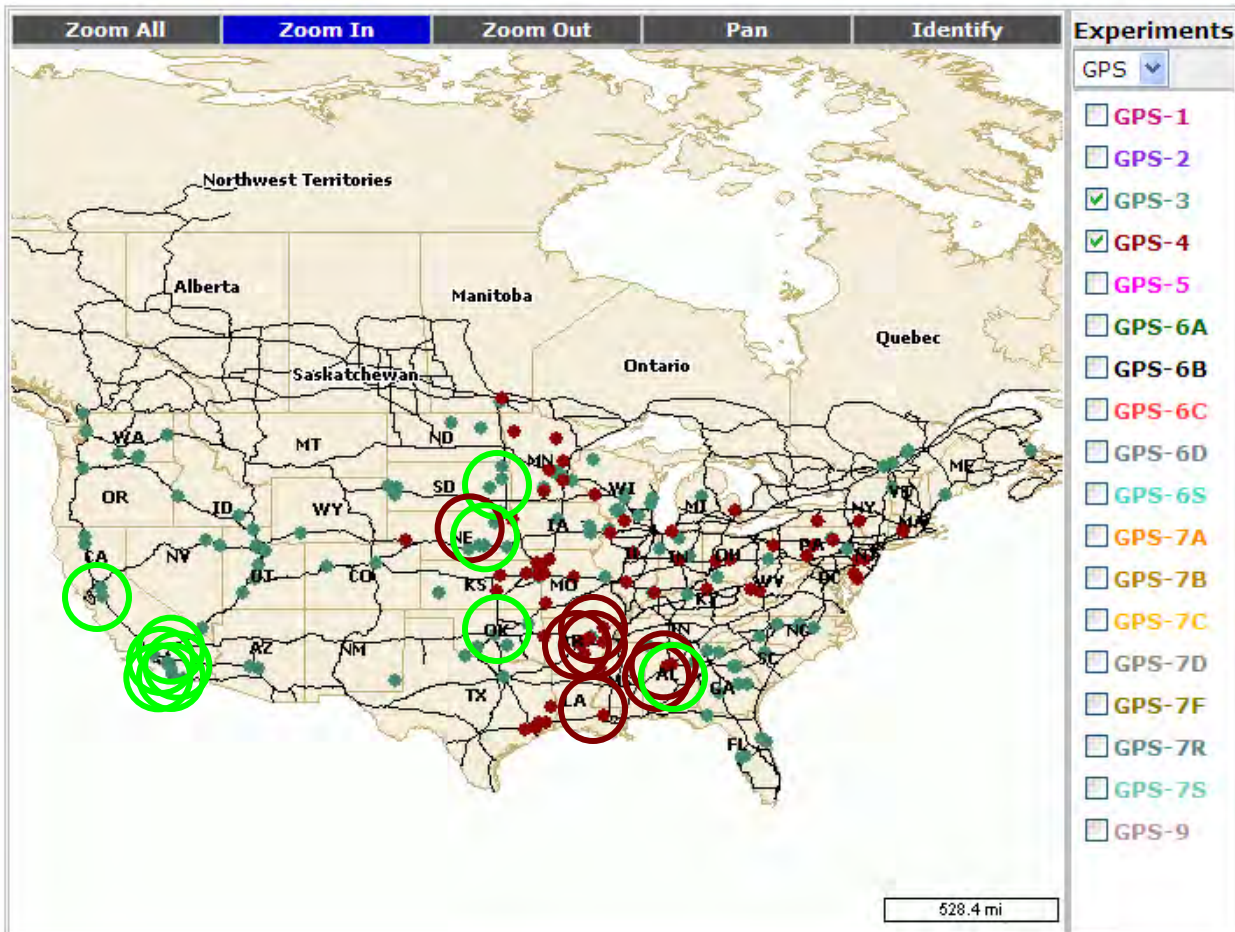 Zoom All Zoom In Zoom Out Pan Identify
Experiments
GPS
GPS-1
GPS-2
GPS-3
GPS-4
GPS-5
GPS-6A
GPS-6B
GPS-6C
GPS-6D
GPS-6S
GPS-7A
GPS-7B
GPS-7C
GPS-7D
GPS-7F
GPS-7R
GPS-7S
GPS-9
Northwest Territories
Alberta
Manitoba
Quebec
Ontario
Saskatchewan
WA
MT
ND
MN
ME
VT
OR
ID
WY
SD
WI
MI
NY
MA
CA
NV
UT
CO
NE
IA
IN
OH
PA
DC
KS
MO
KY
WV
AZ
NM
OK
TN
NC
SC
TX
LA
AL
GA
FL
528.4 mi